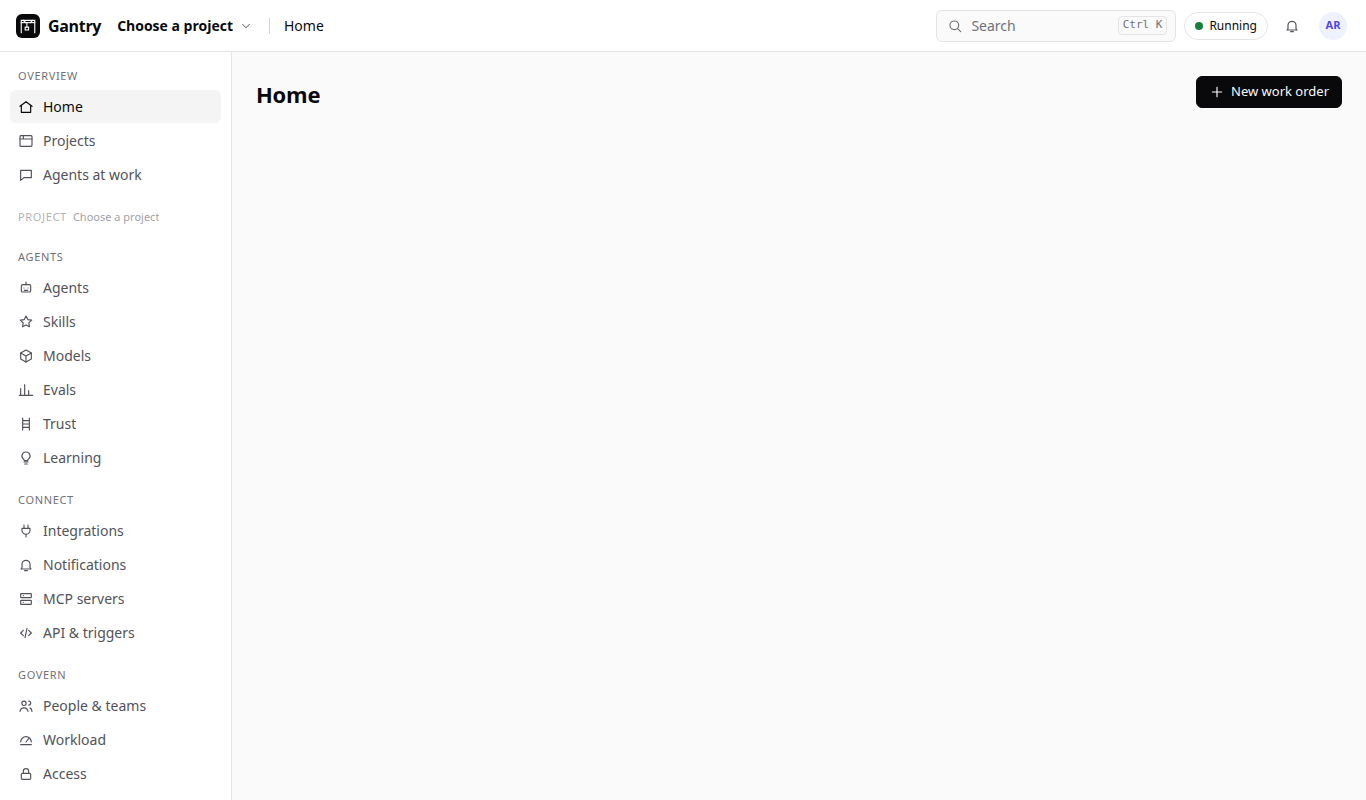 Gantry
Choose a project
Home
Search
Ctrl K
Running
AR
OVERVIEW
Home
Projects
Agents at work
PROJECT Choose a project
AGENTS
Agents
Skills
Models
Evals
Trust
Learning
CONNECT
Integrations
Notifications
MCP servers
API & triggers
GOVERN
People & teams
Workload
Access
Home
New work order